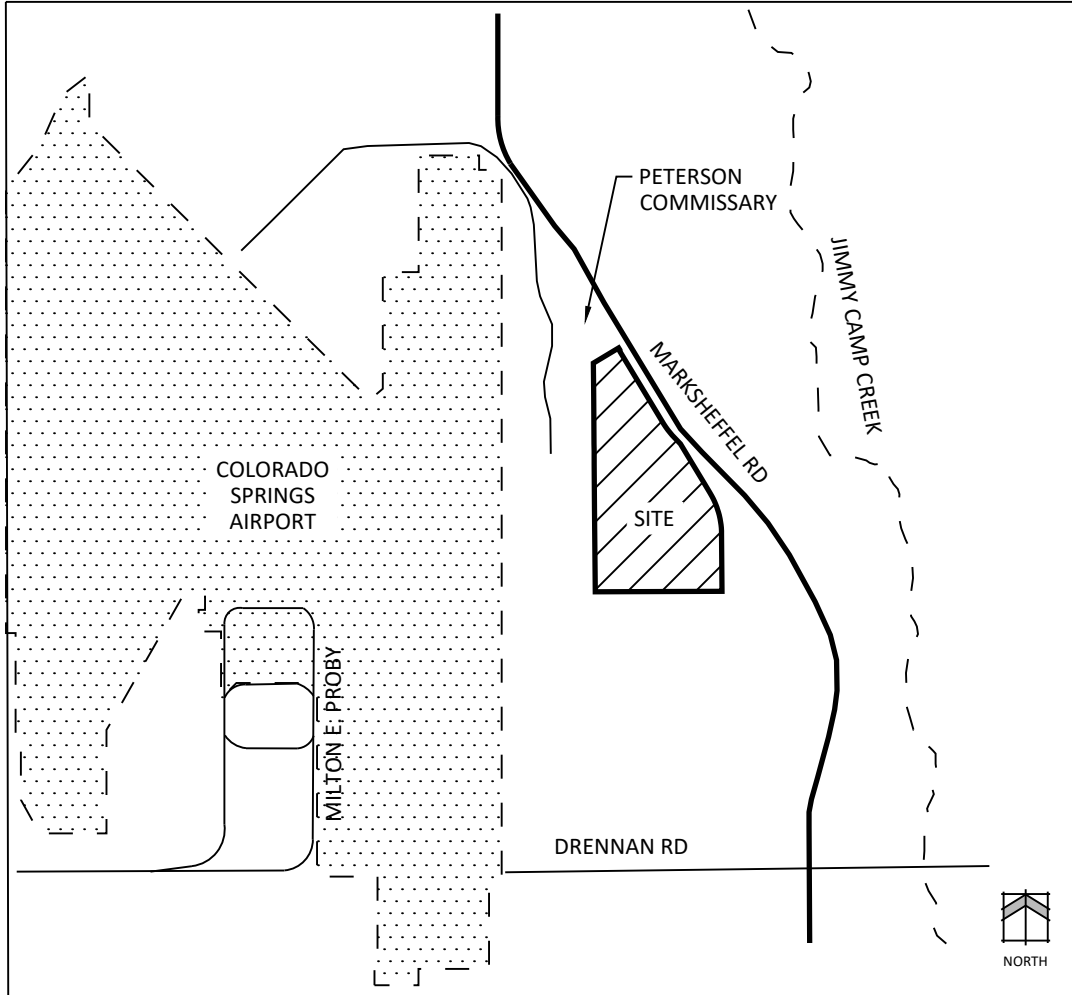 PETERSON
COMMISSARY
JIMMY CAMP CREEK
MARKSHEFFEL RD
COLORADO
SPRINGS
AIRPORT
SITE
MILTON E. PROBY
DRENNAN RD
NORTH